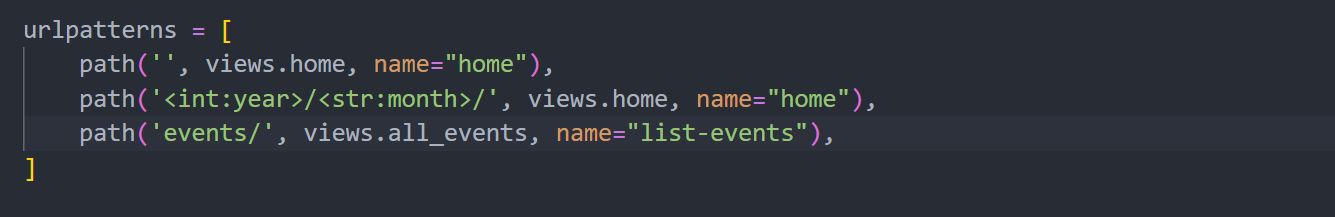 urlpatterns = [
    path('', views.home, name="home"),
    path('<int:year>/<str:month>/', views.home, name="home"),
    path('events/', views.all_events, name="list-events"),
]